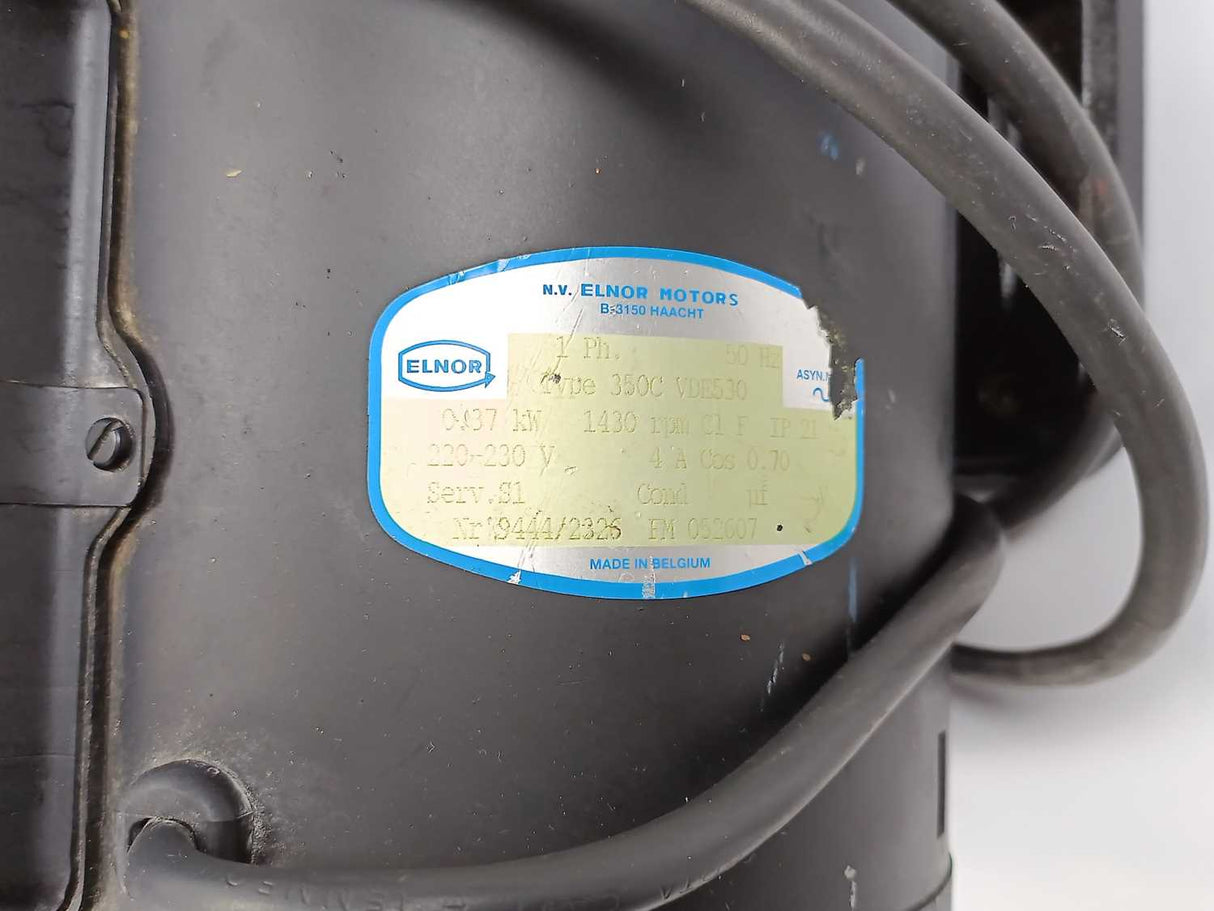 N.V. ELNOR MOTORS
B-3150 HAACHT
ELNOR
1 Ph. 50 Hz
Type 350C VDE530
ASYN.
0.37 kW 1430 rpm Cl F IP 21
220-230 V 4 A Cos 0.70
Serv.S1 Cond µf
Nr 9444/2326 FM 052607
MADE IN BELGIUM